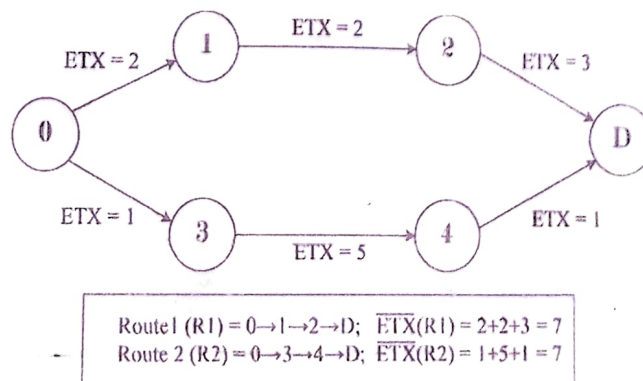 ETX = 2
1
ETX = 2
2
ETX = 3
0
D
ETX = 1
3
ETX = 5
4
ETX = 1
Route1 (R1) = 0→1→2→D; E̅T̅X̅(R1) = 2+2+3 = 7
Route 2 (R2) = 0→3→4→D; E̅T̅X̅(R2) = 1+5+1 = 7